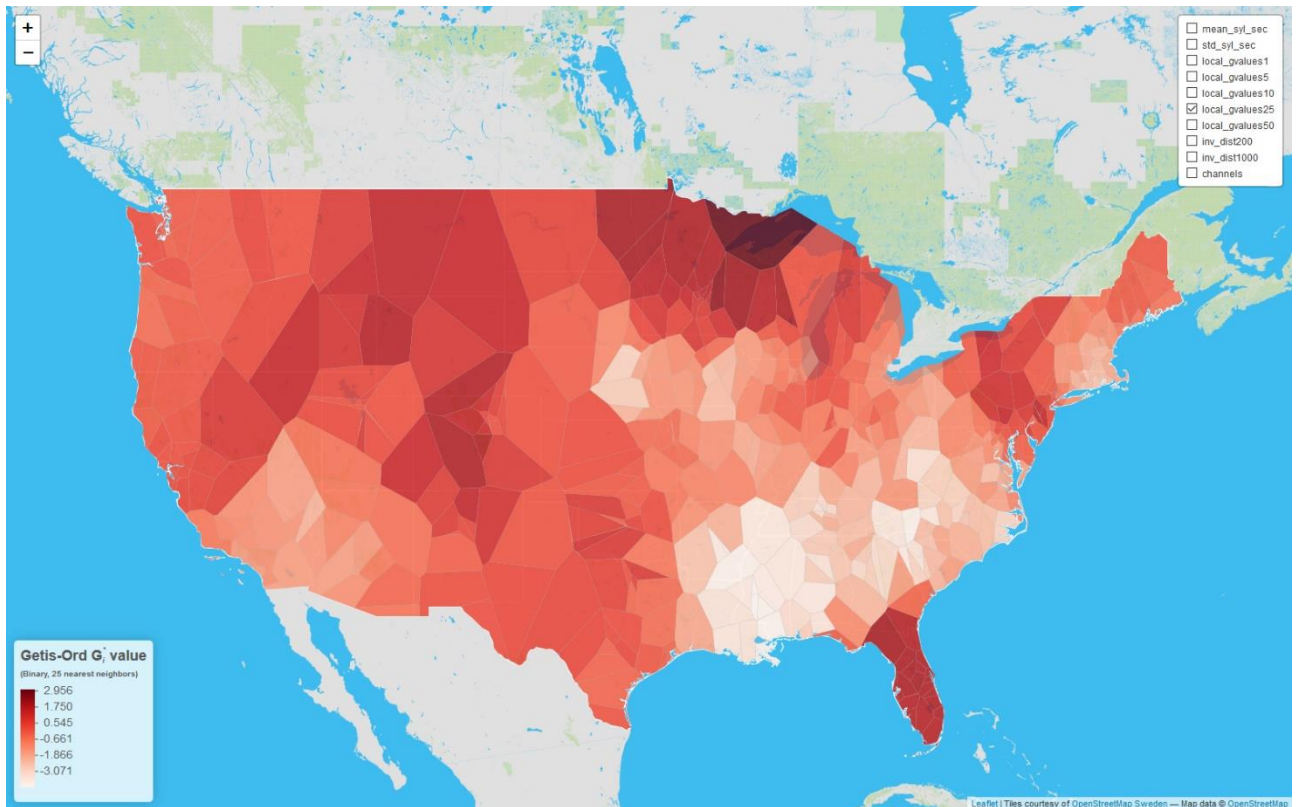 +
−
mean_syl_sec
std_syl_sec
local_gvalues1
local_gvalues5
local_gvalues10
local_gvalues25
local_gvalues50
inv_dist200
inv_dist1000
channels
Getis-Ord G*i value
(Binary, 25 nearest neighbors)
2.956
1.750
0.545
-0.661
-1.866
-3.071
Leaflet | Tiles courtesy of OpenStreetMap Sweden — Map data © OpenStreetMap